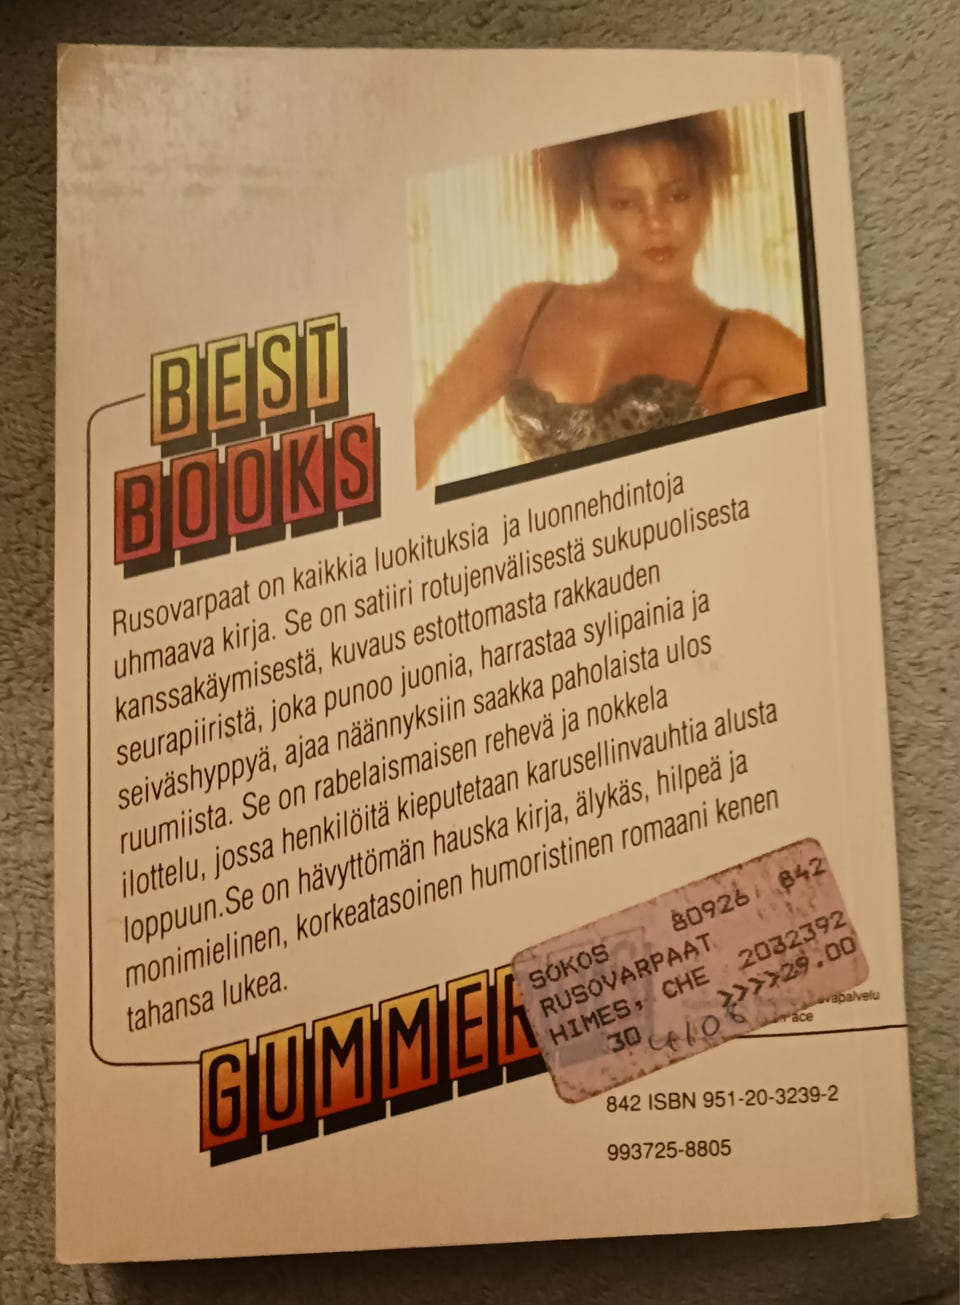 BEST
BOOKS
Rusovarpaat on kaikkia luokituksia ja luonnehdintoja
uhmaava kirja. Se on satiiri rotujenvälisestä sukupuolisesta
kanssakäymisestä, kuvaus estottomasta rakkauden
seurapiiristä, joka punoo juonia, harrastaa sylipainia ja
seiväshyppyä, ajaa näännyksiin saakka paholaista ulos
ruumiista. Se on rabelaismaisen rehevä ja nokkela
ilottelu, jossa henkilöitä kieputetaan karusellinvauhtia alusta
loppuun.Se on hävyttömän hauska kirja, älykäs, hilpeä ja
monimielinen, korkeatasoinen humoristinen romaani kenen
tahansa lukea.
SOKOS 80926 842
RUSOVARPAAT
HIMES, CHE 2032392
30 >>>>29.00
GUMMER
842 ISBN 951-20-3239-2
993725-8805